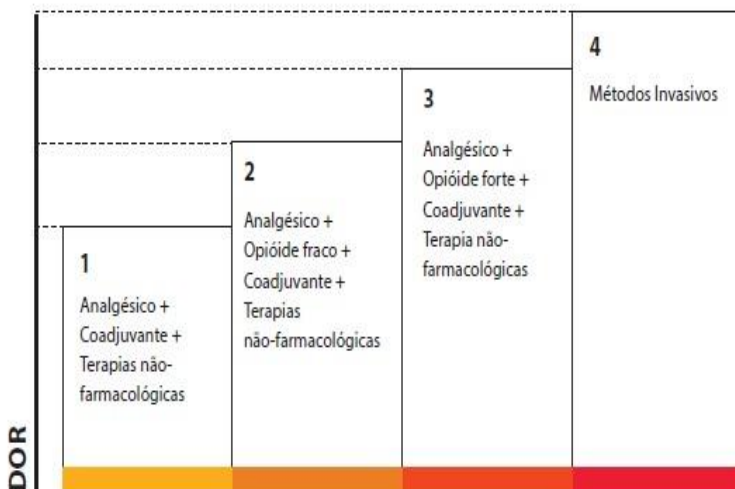 4
Métodos Invasivos
3
Analgésico +
Opióide forte +
Coadjuvante +
Terapia não-
farmacológicas
2
Analgésico +
Opióide fraco +
Coadjuvante +
Terapias
não-farmacológicas
1
Analgésico +
Coadjuvante +
Terapias não-
farmacológicas
DOR